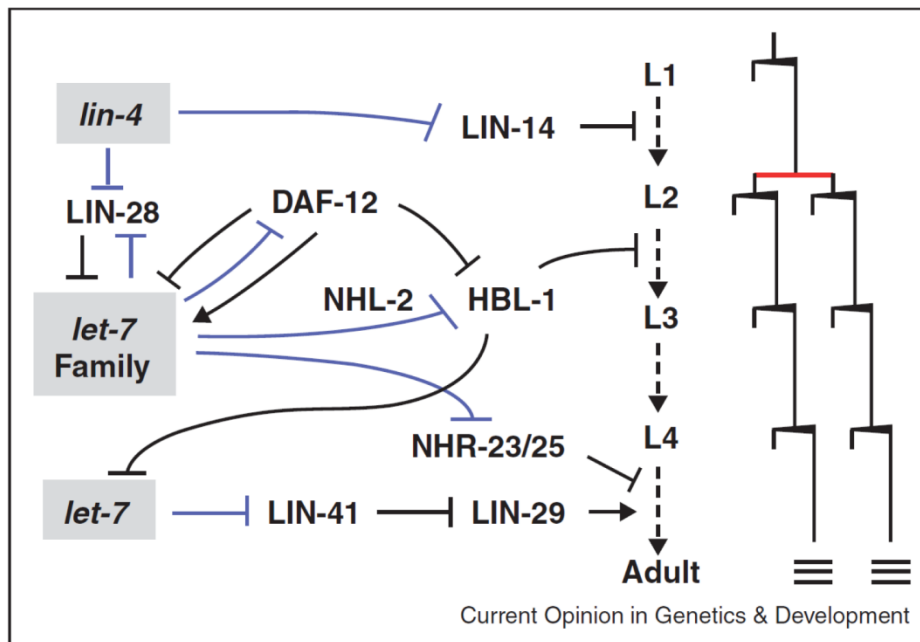 L1
lin-4
LIN-14
LIN-28
DAF-12
L2
NHL-2
HBL-1
let-7
Family
L3
L4
NHR-23/25
let-7
LIN-41
LIN-29
Adult
Current Opinion in Genetics & Development